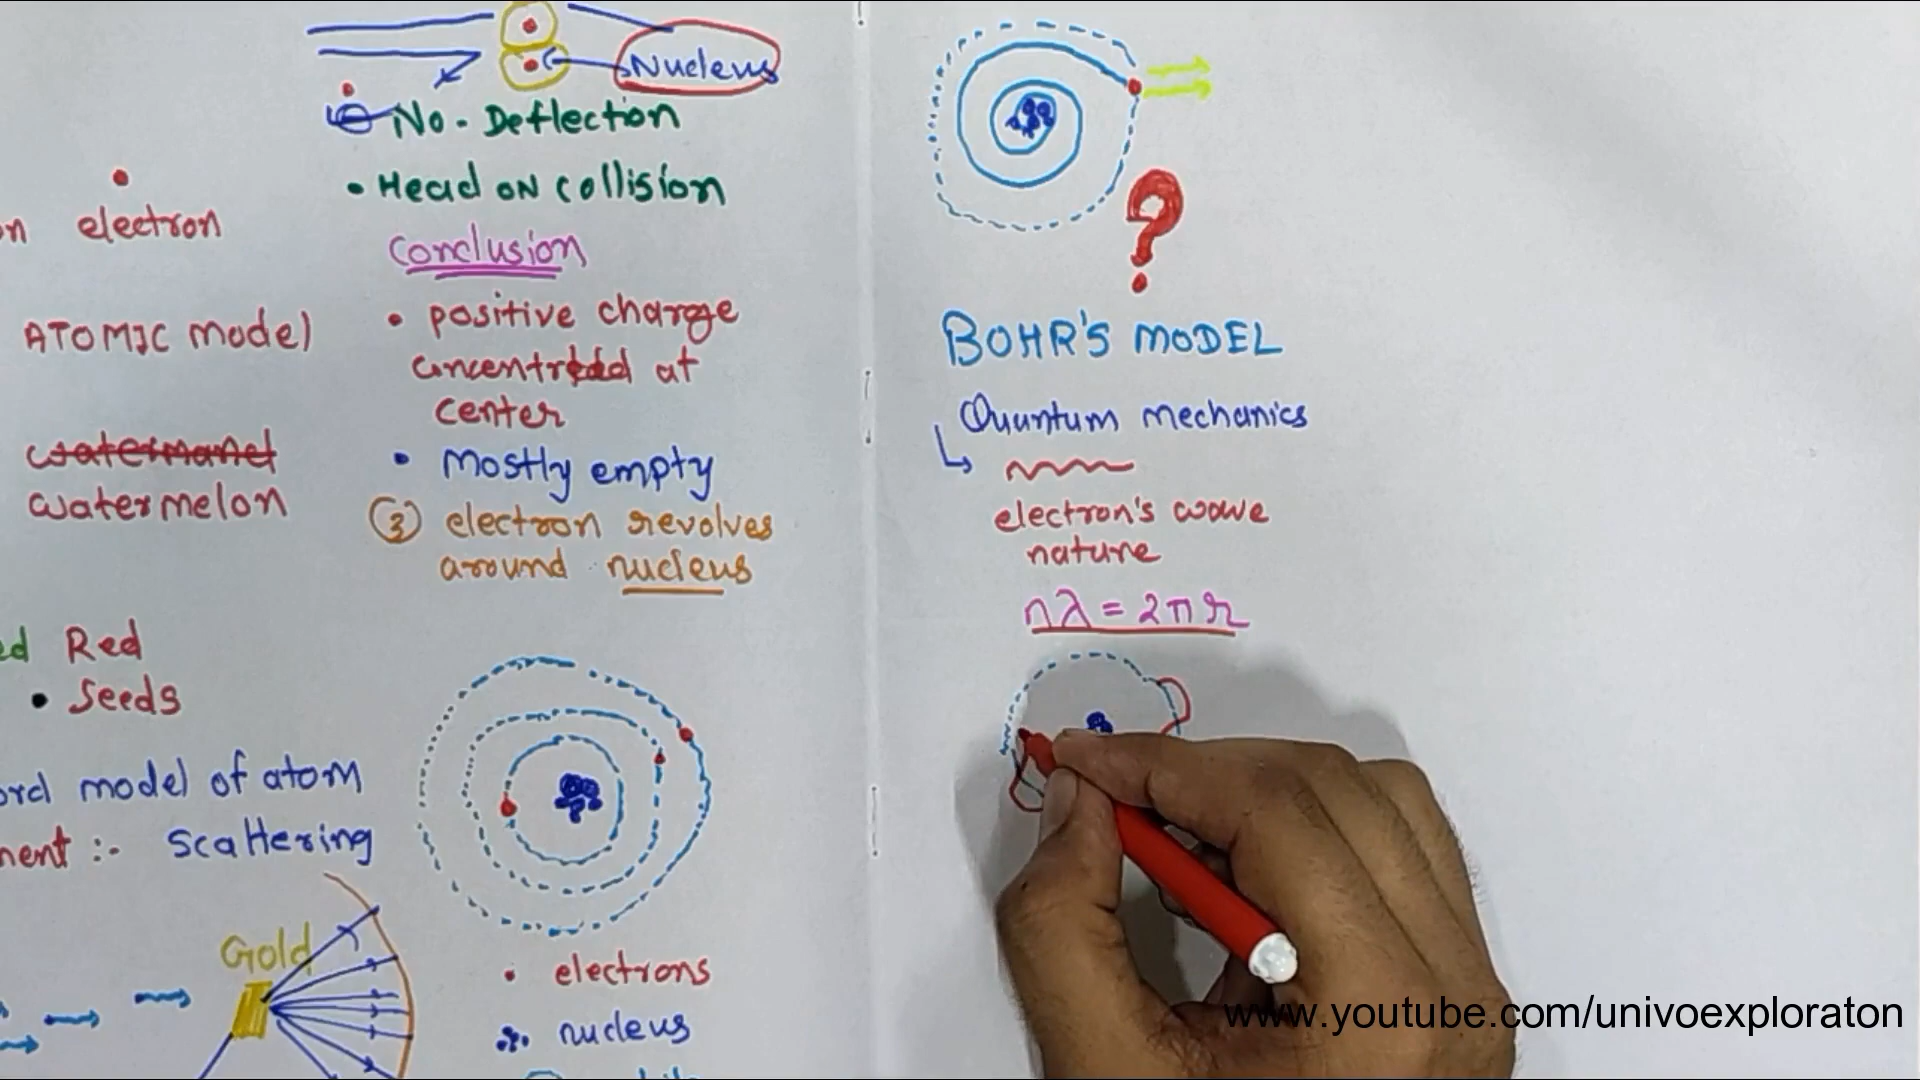 Nucleus
No - Deflection
• Head on collision
Conclusion
• positive charge
concentrated at
center
• Mostly empty
③ electron revolves
around nucleus
electron
ATOMIC model
watermelon
Red
• Seeds
model of atom
:- Scattering
Gold
• electrons
nucleus
?
BOHR'S MODEL
Quantum mechanics
electron's wave
nature
nλ = 2πr
www.youtube.com/univoexploraton